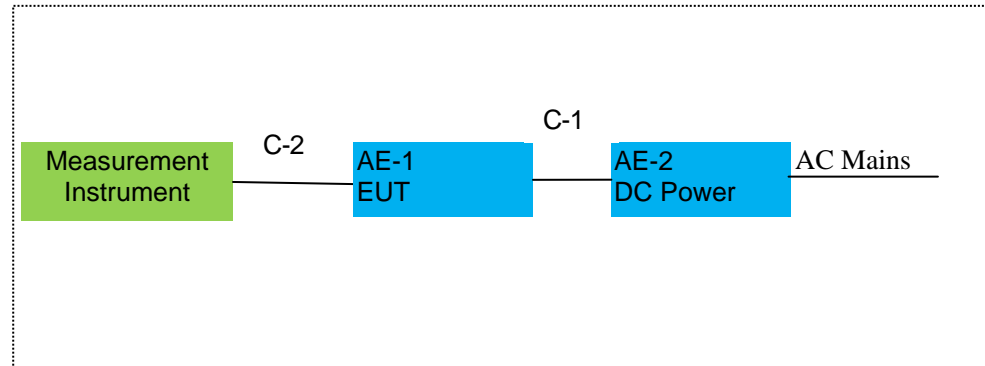 C-1
C-2
Measurement
Instrument
AE-1
EUT
AE-2
DC Power
AC Mains